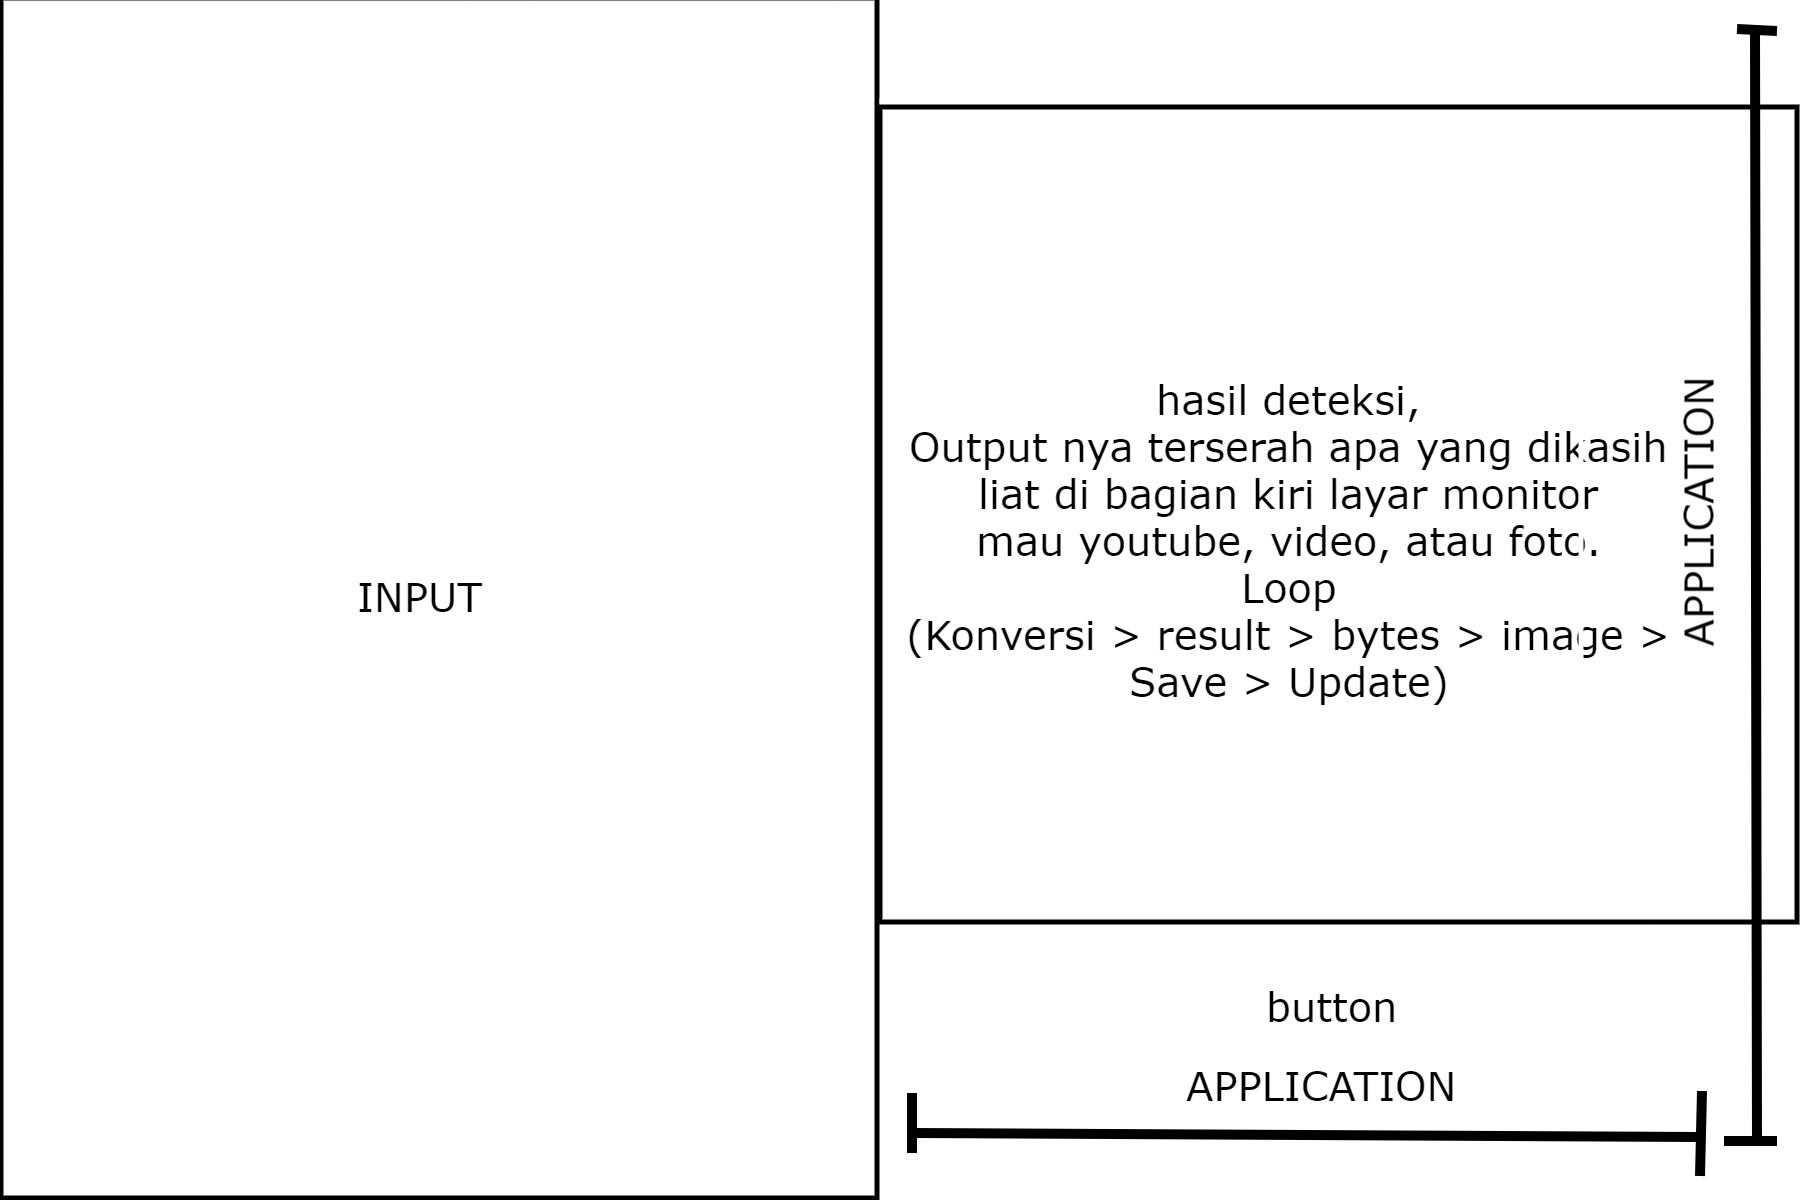 INPUT
hasil deteksi,
Output nya terserah apa yang dikasih
liat di bagian kiri layar monitor
mau youtube, video, atau foto.
Loop
(Konversi > result > bytes > image >
Save > Update)
APPLICATION
button
APPLICATION